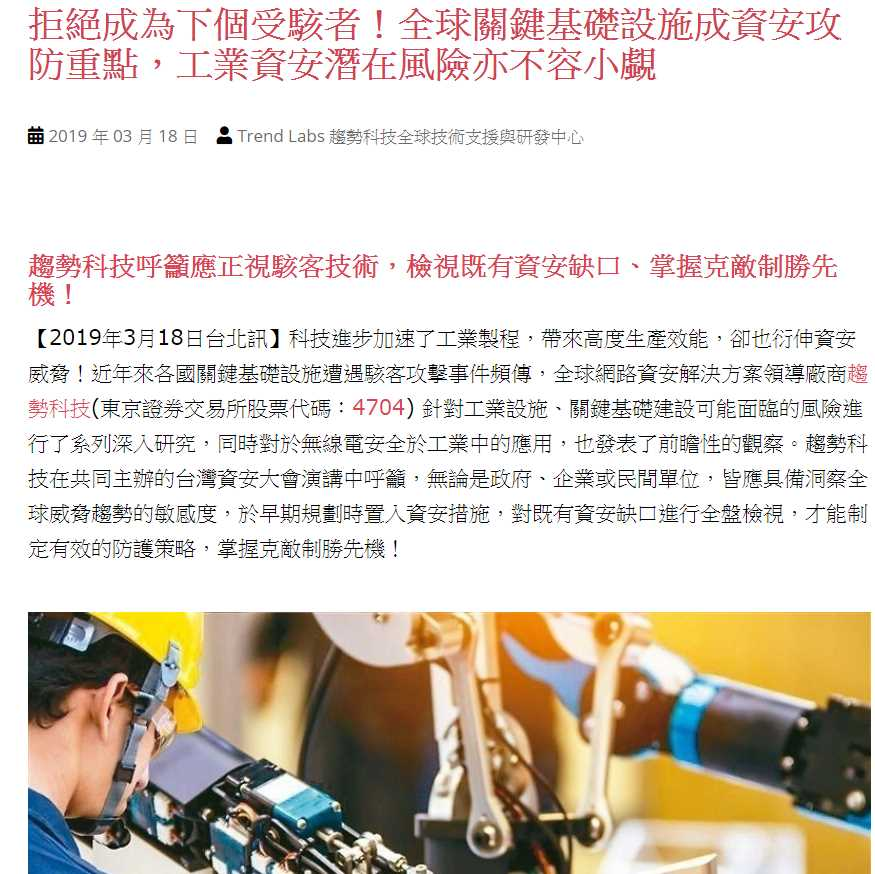 拒絕成為下個受駭者！全球關鍵基礎設施成資安攻
防重點，工業資安潛在風險亦不容小覷
2019 年 03 月 18 日 Trend Labs 趨勢科技全球技術支援與研發中心
趨勢科技呼籲應正視駭客技術，檢視既有資安缺口、掌握克敵制勝先
機！
【2019年3月18日台北訊】科技進步加速了工業製程，帶來高度生產效能，卻也衍伸資安
威脅！近年來各國關鍵基礎設施遭遇駭客攻擊事件頻傳，全球網路資安解決方案領導廠商趨
勢科技(東京證券交易所股票代碼：4704) 針對工業設施、關鍵基礎建設可能面臨的風險進
行了系列深入研究，同時對於無線電安全於工業中的應用，也發表了前瞻性的觀察。趨勢科
技在共同主辦的台灣資安大會演講中呼籲，無論是政府、企業或民間單位，皆應具備洞察全
球威脅趨勢的敏感度，於早期規劃時置入資安措施，對既有資安缺口進行全盤檢視，才能制
定有效的防護策略，掌握克敵制勝先機！